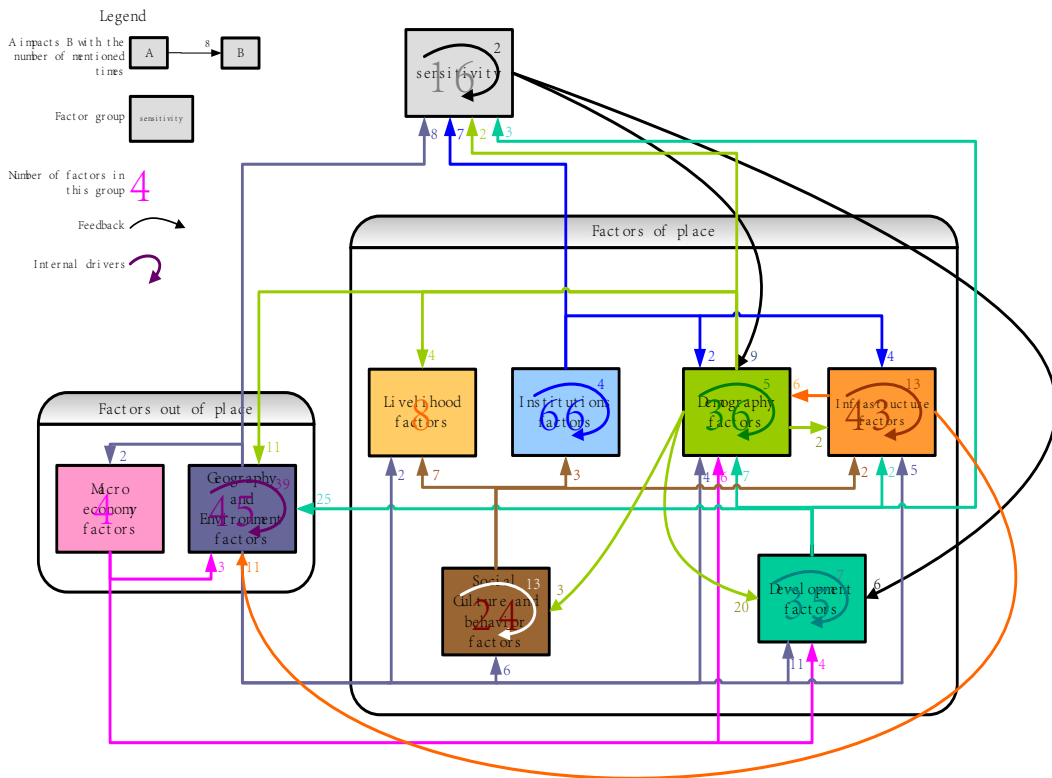 Legend
A impacts B with the
number of mentioned
times
A
8
B
Factor group
sensitivity
Number of factors in
this group
4
Feedback
Internal drivers
2
sensitivity
16
8
7
2
3
Factors of place
4
2
9
4
Livelihood
factors
8
4
Institutions
factors
66
5
Demography
factors
36
6
2
13
Infrastructure
factors
43
Factors out of place
2
11
Macro
economy
factors
4
39
Geography
and
Environment
factors
45
25
3
11
2
7
3
4
6
7
2
2
5
13
Social
Culture and
behavior
factors
24
3
6
20
7
Development
factors
35
6
11
4